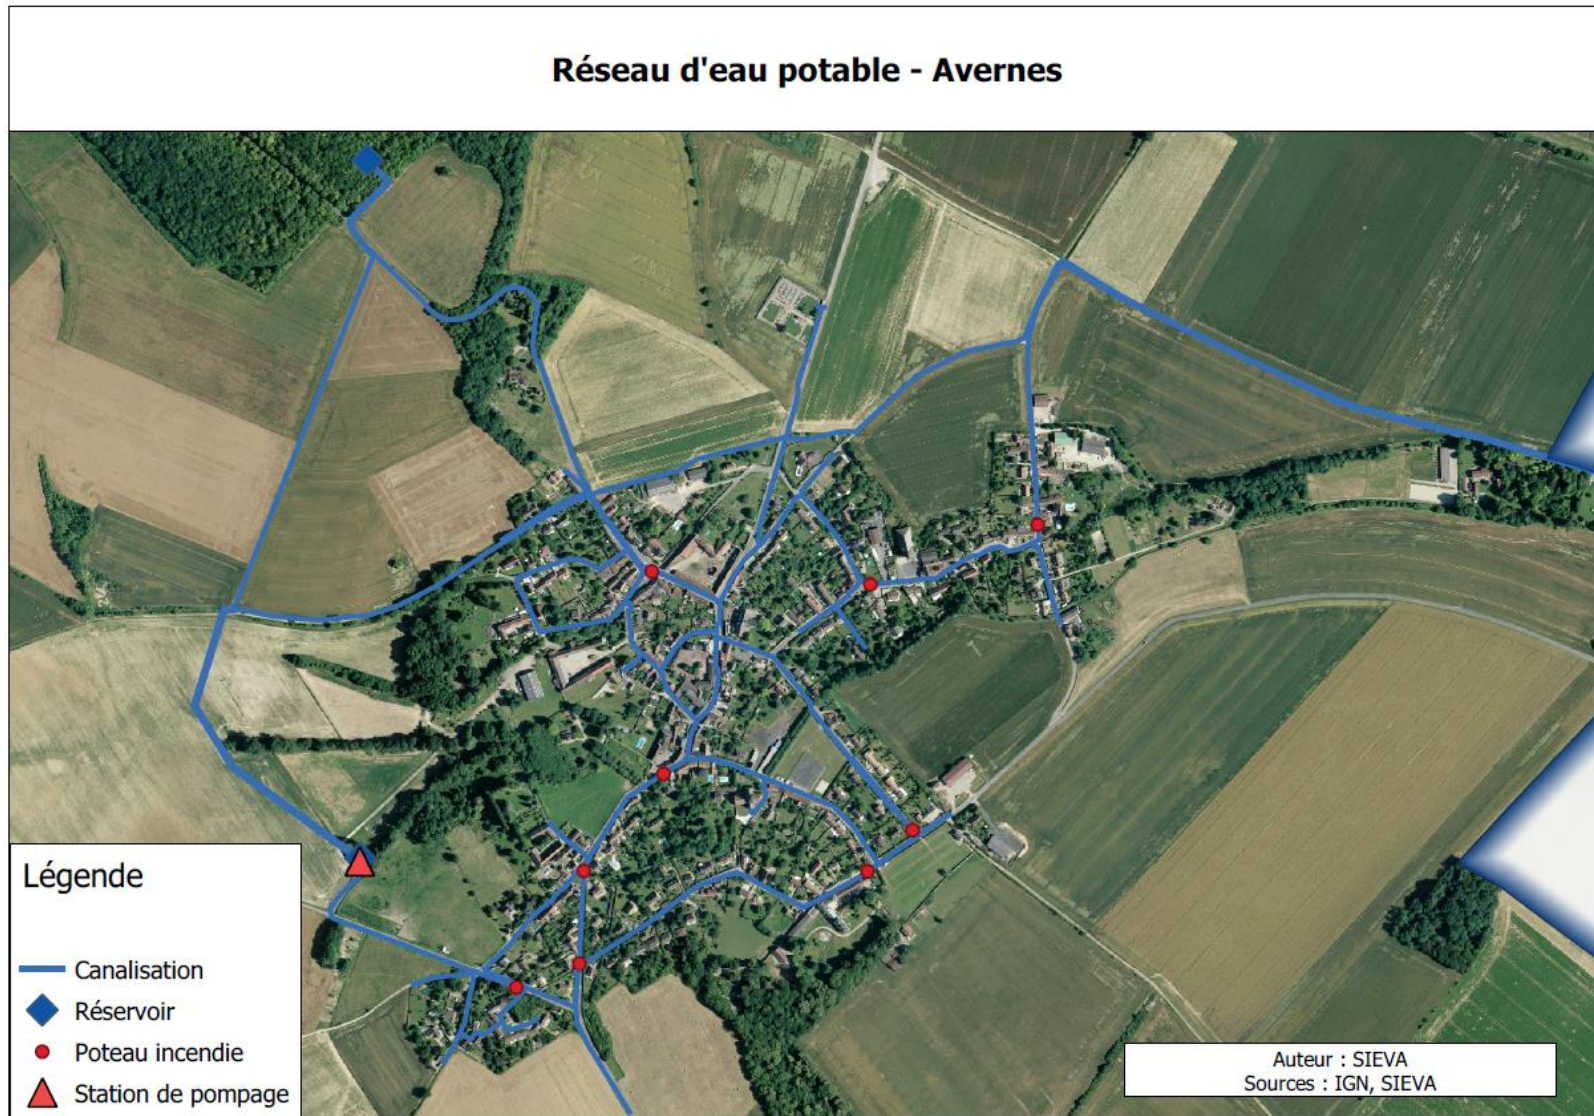 Réseau d'eau potable - Avernes
Légende
Canalisation
Réservoir
Poteau incendie
Station de pompage
Auteur : SIEVA
Sources : IGN, SIEVA